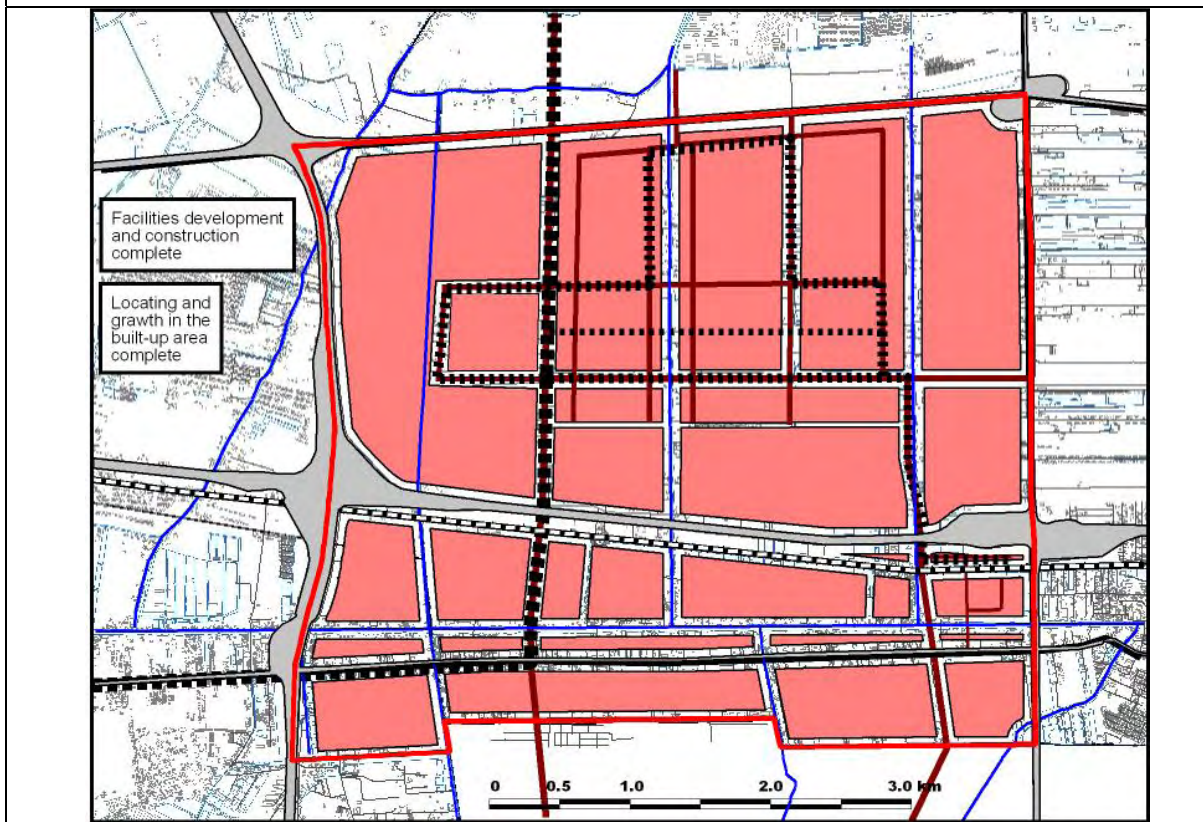 Facilities development
and construction
complete
Locating and
grawth in the
built-up area
complete
0 0.5 1.0 2.0 3.0 km